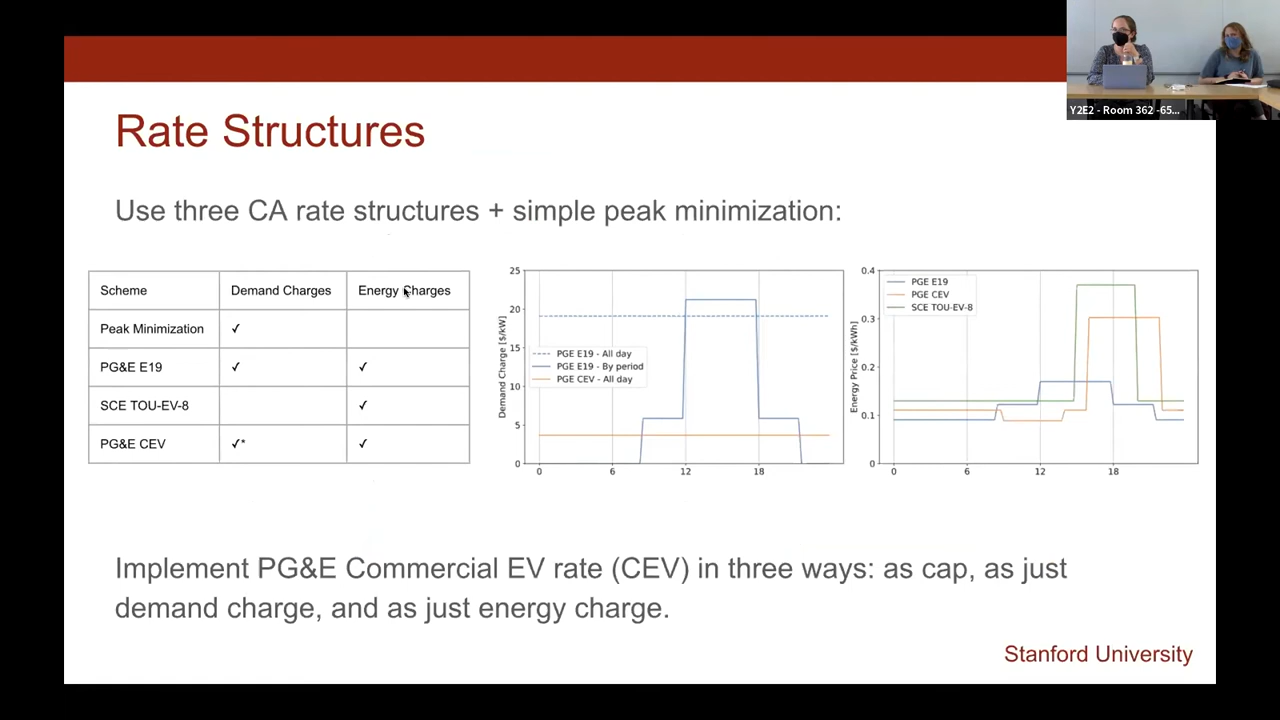 Y2E2 - Room 362 -65...
Rate Structures
Use three CA rate structures + simple peak minimization:
Scheme Demand Charges Energy Charges
Peak Minimization ✓
PG&E E19 ✓ ✓
SCE TOU-EV-8 ✓
PG&E CEV ✓* ✓
Demand Charge [$/kW]
25
20
15
10
5
0
PGE E19 - All day
PGE E19 - By period
PGE CEV - All day
0 6 12 18
Energy Price [$/kWh]
0.4
0.3
0.2
0.1
0
PGE E19
PGE CEV
SCE TOU-EV-8
0 6 12 18
Implement PG&E Commercial EV rate (CEV) in three ways: as cap, as just
demand charge, and as just energy charge.
Stanford University